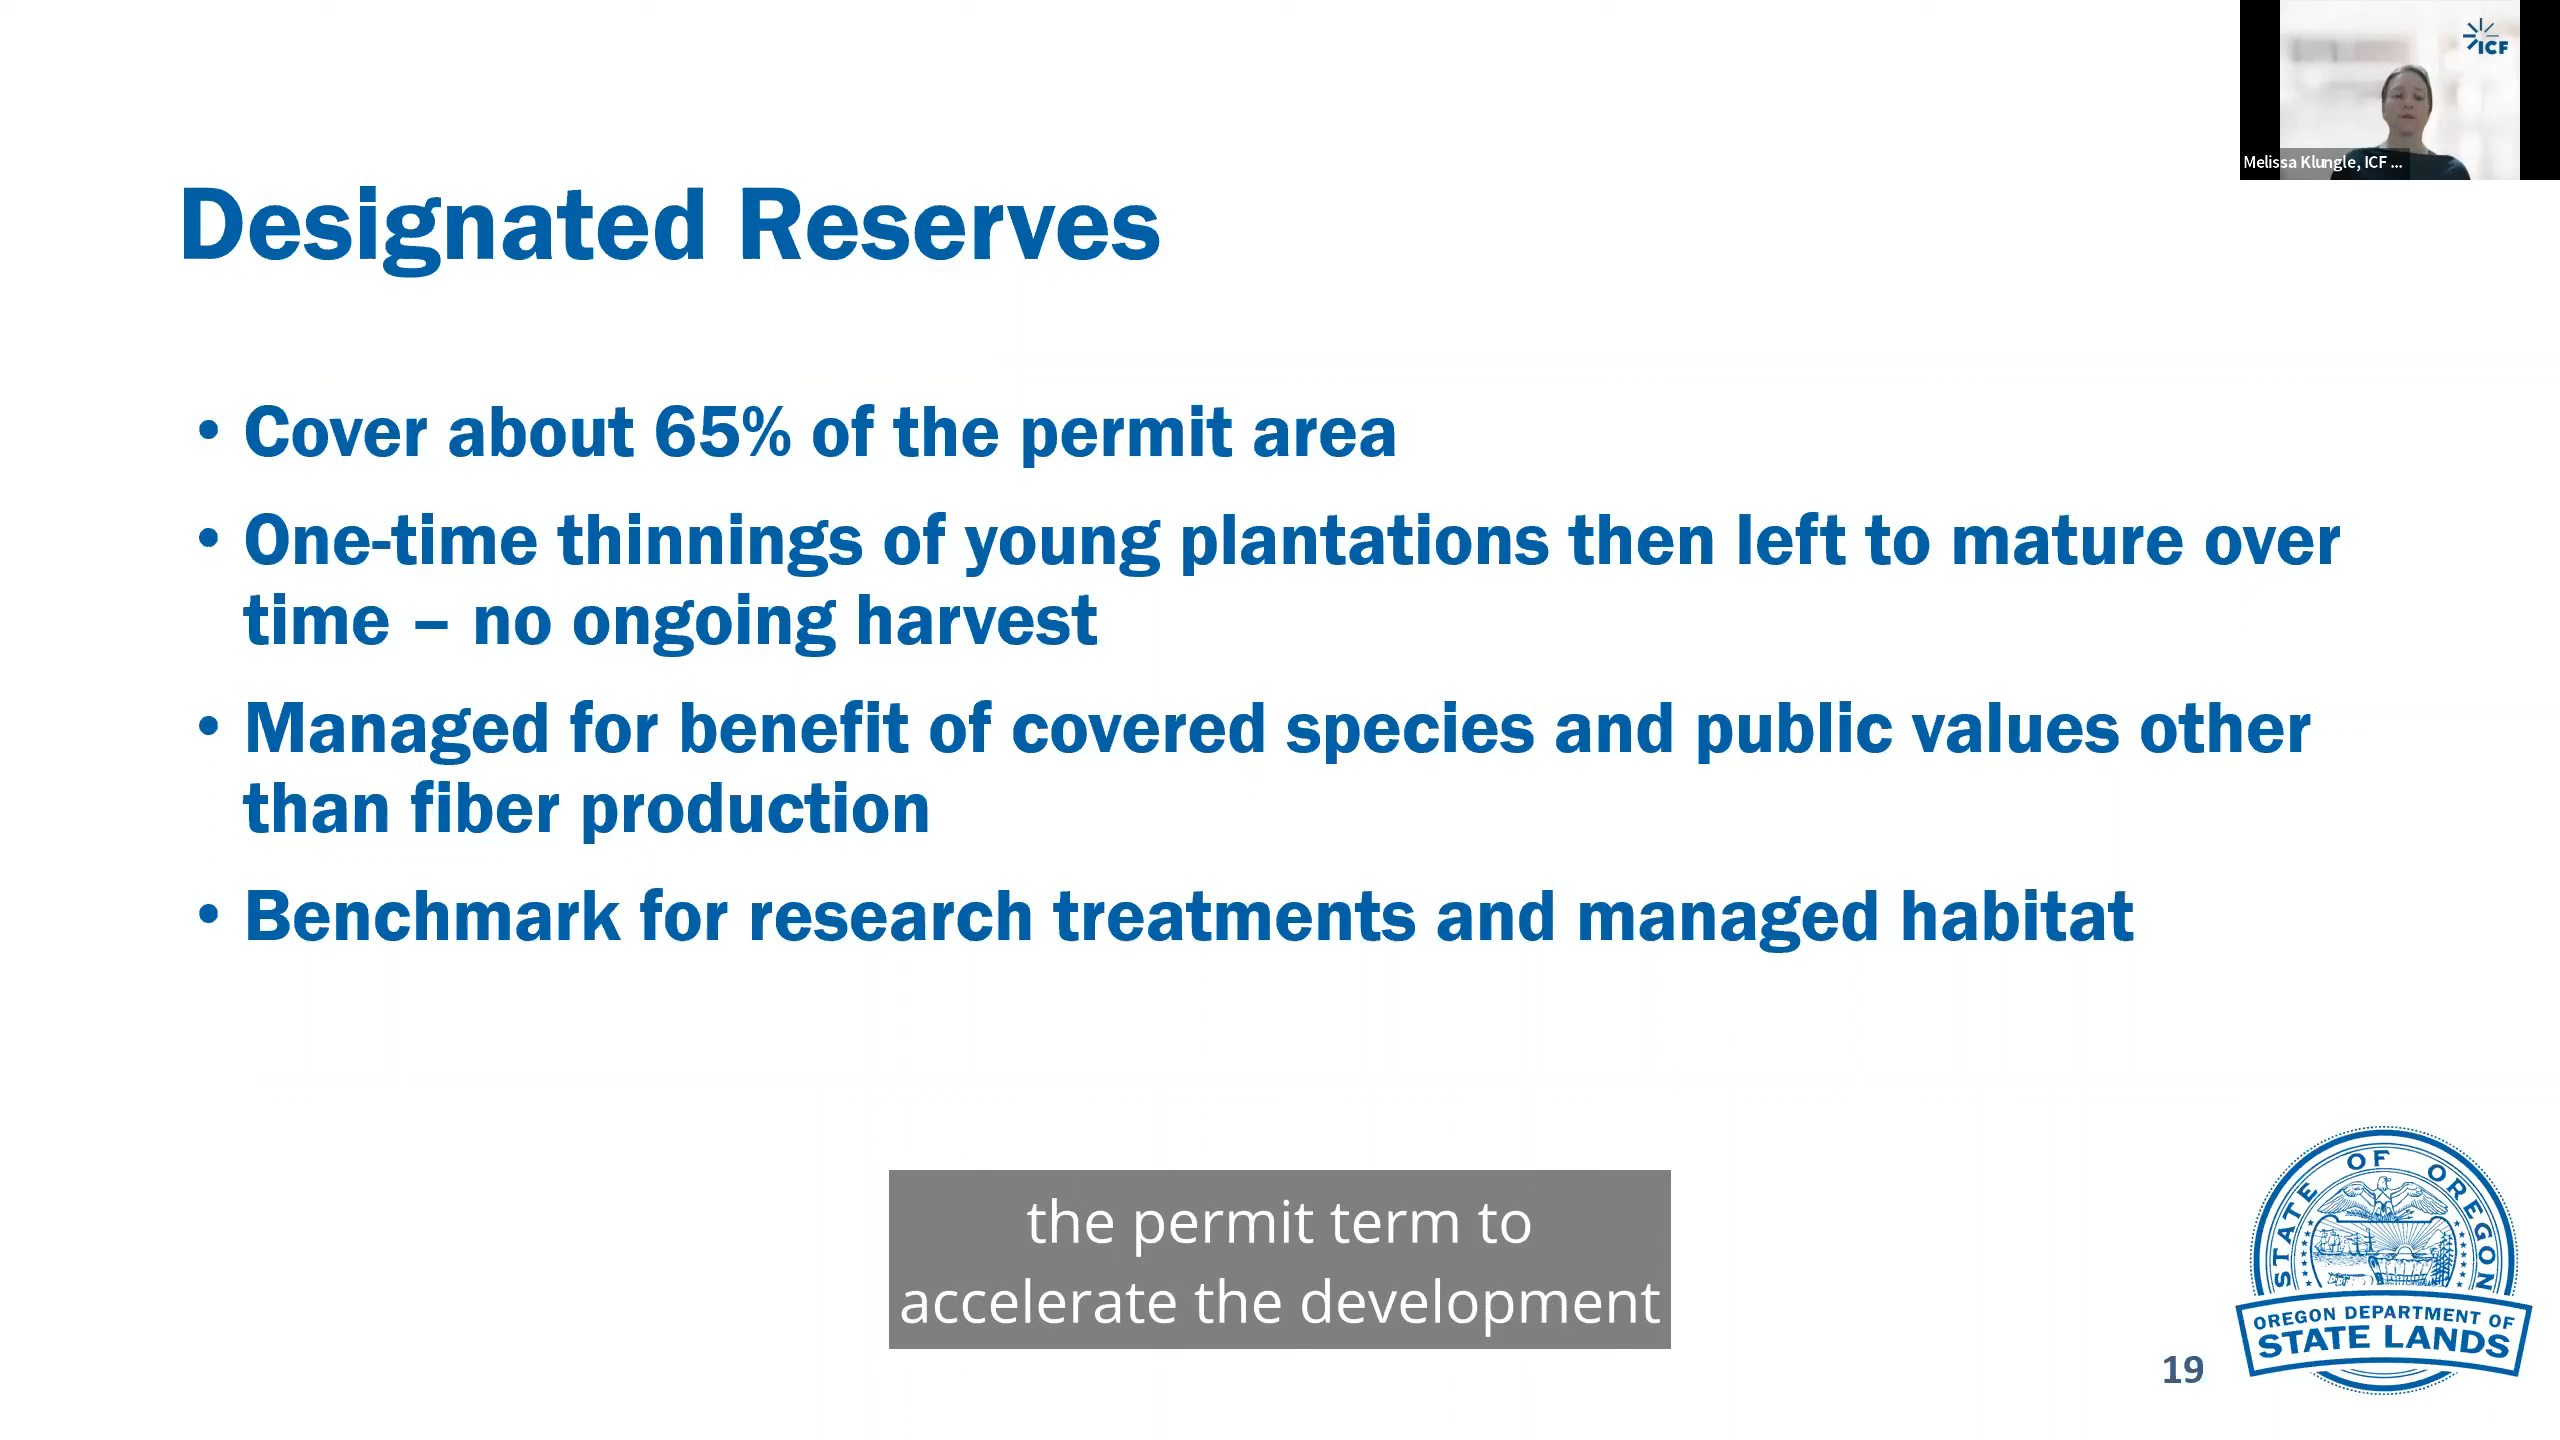 ICF
Melissa Klungle, ICF ...
Designated Reserves
• Cover about 65% of the permit area
• One-time thinnings of young plantations then left to mature over
time – no ongoing harvest
• Managed for benefit of covered species and public values other
than fiber production
• Benchmark for research treatments and managed habitat
the permit term to
accelerate the development
STATE OF OREGON
OREGON DEPARTMENT OF
STATE LANDS
19